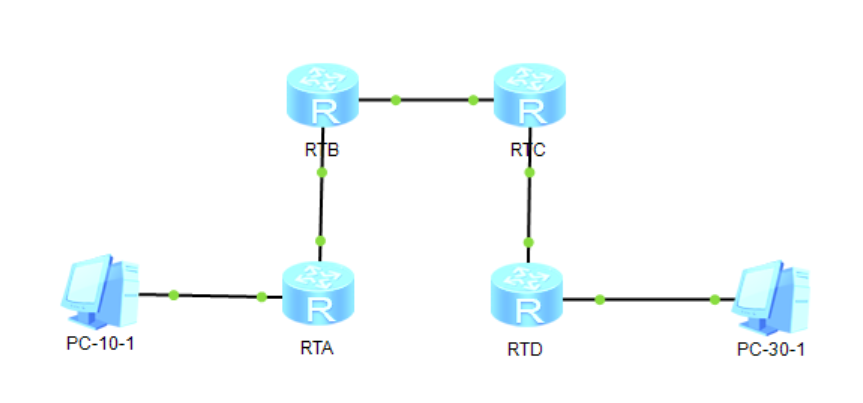 R
R
RTB
RTC
R
R
PC-10-1
RTA
RTD
PC-30-1